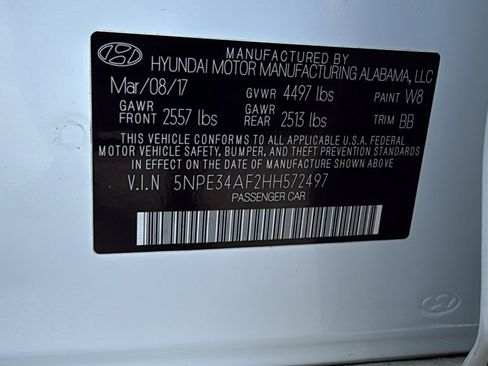 MANUFACTURED BY
HYUNDAI MOTOR MANUFACTURING ALABAMA, LLC
Mar/08/17 GVWR 4497 lbs PAINT W8
GAWR FRONT 2557 lbs GAWR REAR 2513 lbs TRIM BB
THIS VEHICLE CONFORMS TO ALL APPLICABLE U.S.A. FEDERAL
MOTOR VEHICLE SAFETY, BUMPER, AND THEFT PREVENTION STANDARDS
IN EFFECT ON THE DATE OF MANUFACTURE SHOWN ABOVE.
V.I.N 5NPE34AF2HH572497
PASSENGER CAR